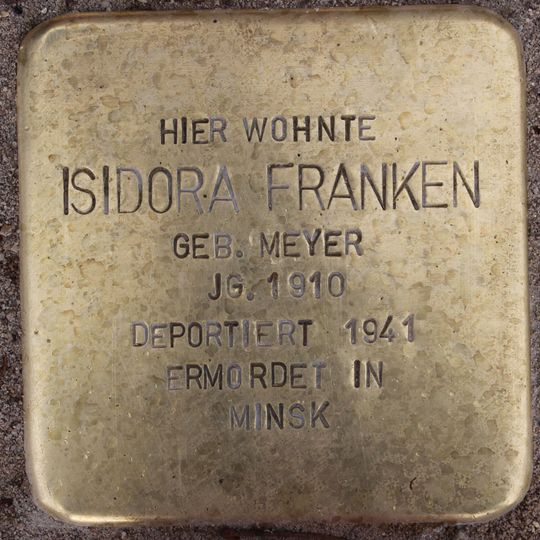 HIER WOHNTE
ISIDORA FRANKEN
GEB. MEYER
JG. 1910
DEPORTIERT 1941
ERMORDET IN
MINSK